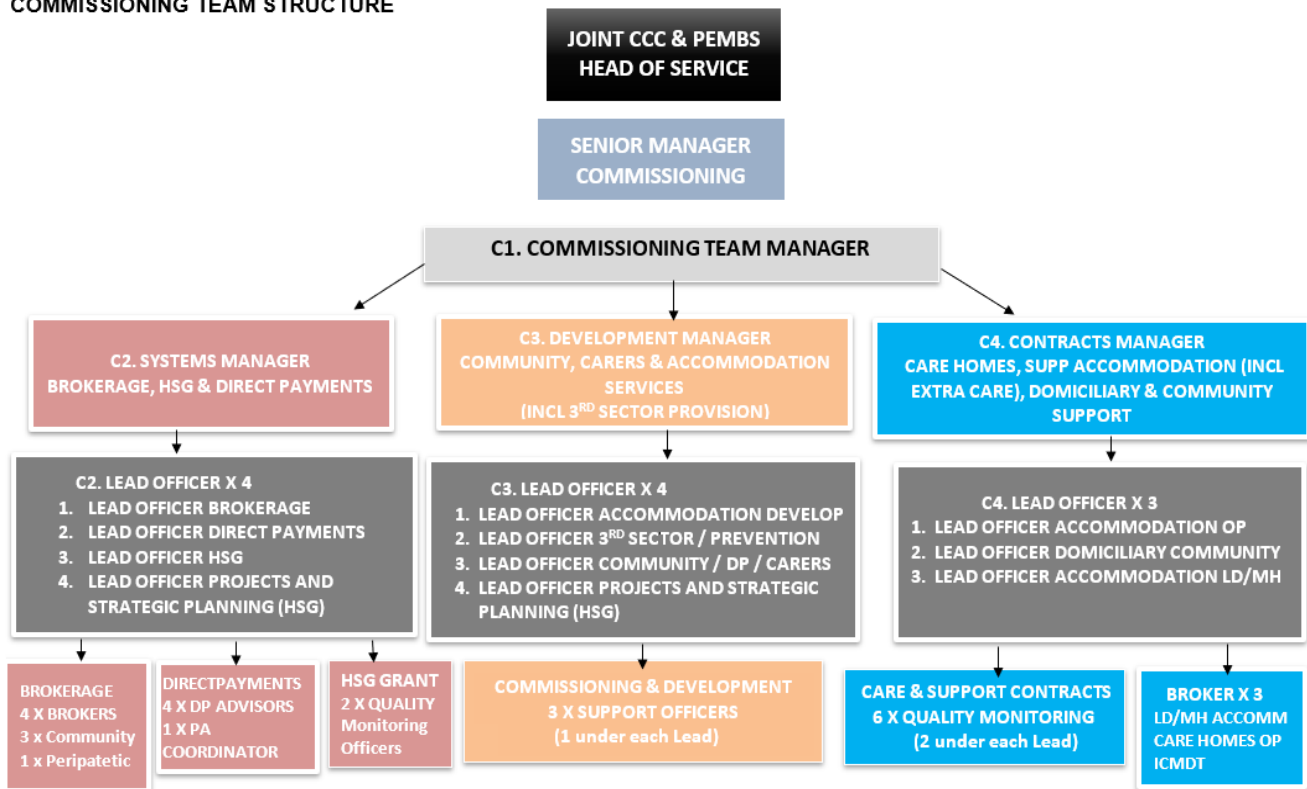 COMMISSIONING TEAM STRUCTURE
JOINT CCC & PEMBS
HEAD OF SERVICE
SENIOR MANAGER
COMMISSIONING
C1. COMMISSIONING TEAM MANAGER
C2. SYSTEMS MANAGER
BROKERAGE, HSG & DIRECT PAYMENTS
C3. DEVELOPMENT MANAGER
COMMUNITY, CARERS & ACCOMMODATION
SERVICES
(INCL 3RD SECTOR PROVISION)
C4. CONTRACTS MANAGER
CARE HOMES, SUPP ACCOMMODATION (INCL
EXTRA CARE), DOMICILIARY & COMMUNITY
SUPPORT
C2. LEAD OFFICER X 4
1. LEAD OFFICER BROKERAGE
2. LEAD OFFICER DIRECT PAYMENTS
3. LEAD OFFICER HSG
4. LEAD OFFICER PROJECTS AND
STRATEGIC PLANNING (HSG)
C3. LEAD OFFICER X 4
1. LEAD OFFICER ACCOMMODATION DEVELOP
2. LEAD OFFICER 3RD SECTOR / PREVENTION
3. LEAD OFFICER COMMUNITY / DP / CARERS
4. LEAD OFFICER PROJECTS AND STRATEGIC
PLANNING (HSG)
C4. LEAD OFFICER X 3
1. LEAD OFFICER ACCOMMODATION OP
2. LEAD OFFICER DOMICILIARY COMMUNITY
3. LEAD OFFICER ACCOMMODATION LD/MH
BROKERAGE
4 X BROKERS
3 x Community
1 x Peripatetic
DIRECTPAYMENTS
4 X DP ADVISORS
1 X PA
COORDINATOR
HSG GRANT
2 X QUALITY
Monitoring
Officers
COMMISSIONING & DEVELOPMENT
3 X SUPPORT OFFICERS
(1 under each Lead)
CARE & SUPPORT CONTRACTS
6 X QUALITY MONITORING
(2 under each Lead)
BROKER X 3
LD/MH ACCOMM
CARE HOMES OP
ICMDT